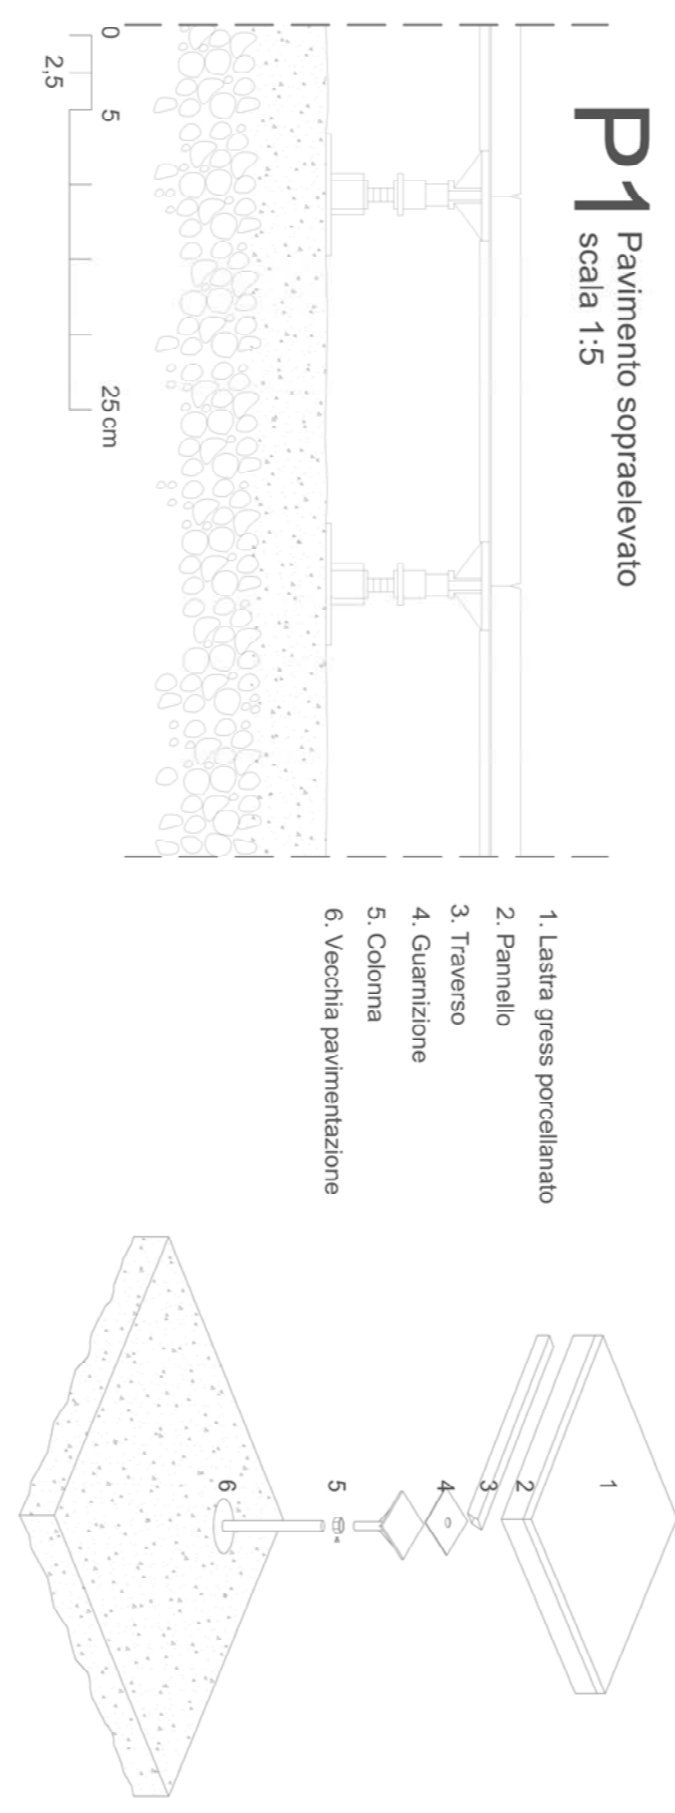 P1
Pavimento sopraelevato
scala 1:5
0
5
25 cm
2,5
1. Lastra gress porcellanato
2. Pannello
3. Traverso
4. Guarnizione
5. Colonna
6. Vecchia pavimentazione
1
2
3
4
5
6